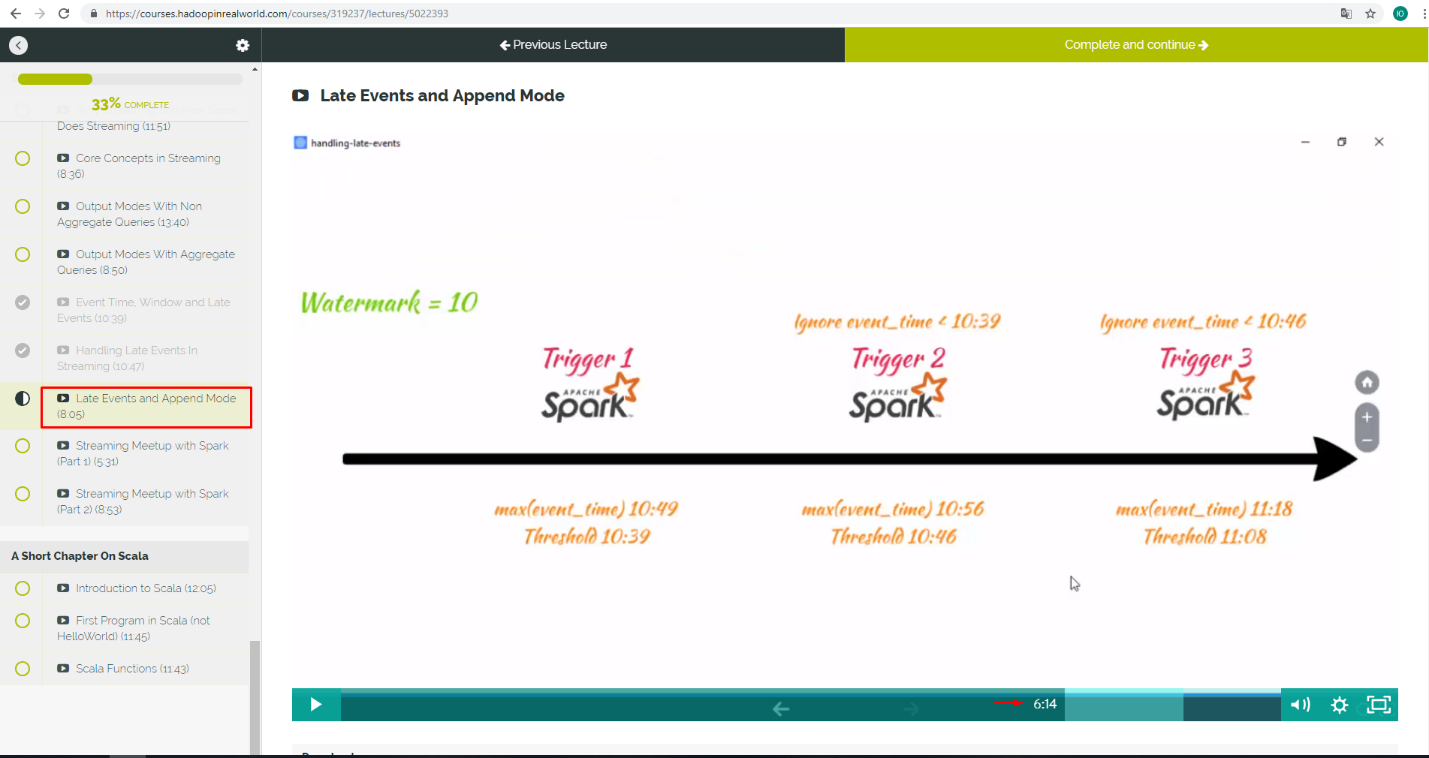 https://courses.hadoopinrealworld.com/courses/319237/lectures/5022393
Previous Lecture
Complete and continue
33% COMPLETE
Does Streaming (11:51)
Core Concepts in Streaming
(8:36)
Output Modes With Non
Aggregate Queries (13:40)
Output Modes With Aggregate
Queries (8:50)
Event Time, Window and Late
Events (10:39)
Handling Late Events In
Streaming (10:47)
Late Events and Append Mode
(8:05)
Streaming Meetup with Spark
(Part 1) (5:31)
Streaming Meetup with Spark
(Part 2) (8:53)
A Short Chapter On Scala
Introduction to Scala (12:05)
First Program in Scala (not
HelloWorld) (11:45)
Scala Functions (11:43)
Late Events and Append Mode
handling-late-events
Watermark = 10
Ignore event_time < 10:39
Ignore event_time < 10:46
Trigger 1
Trigger 2
Trigger 3
APACHE
Spark
APACHE
Spark
APACHE
Spark
max(event_time) 10:49
Threshold 10:39
max(event_time) 10:56
Threshold 10:46
max(event_time) 11:18
Threshold 11:08
6:14